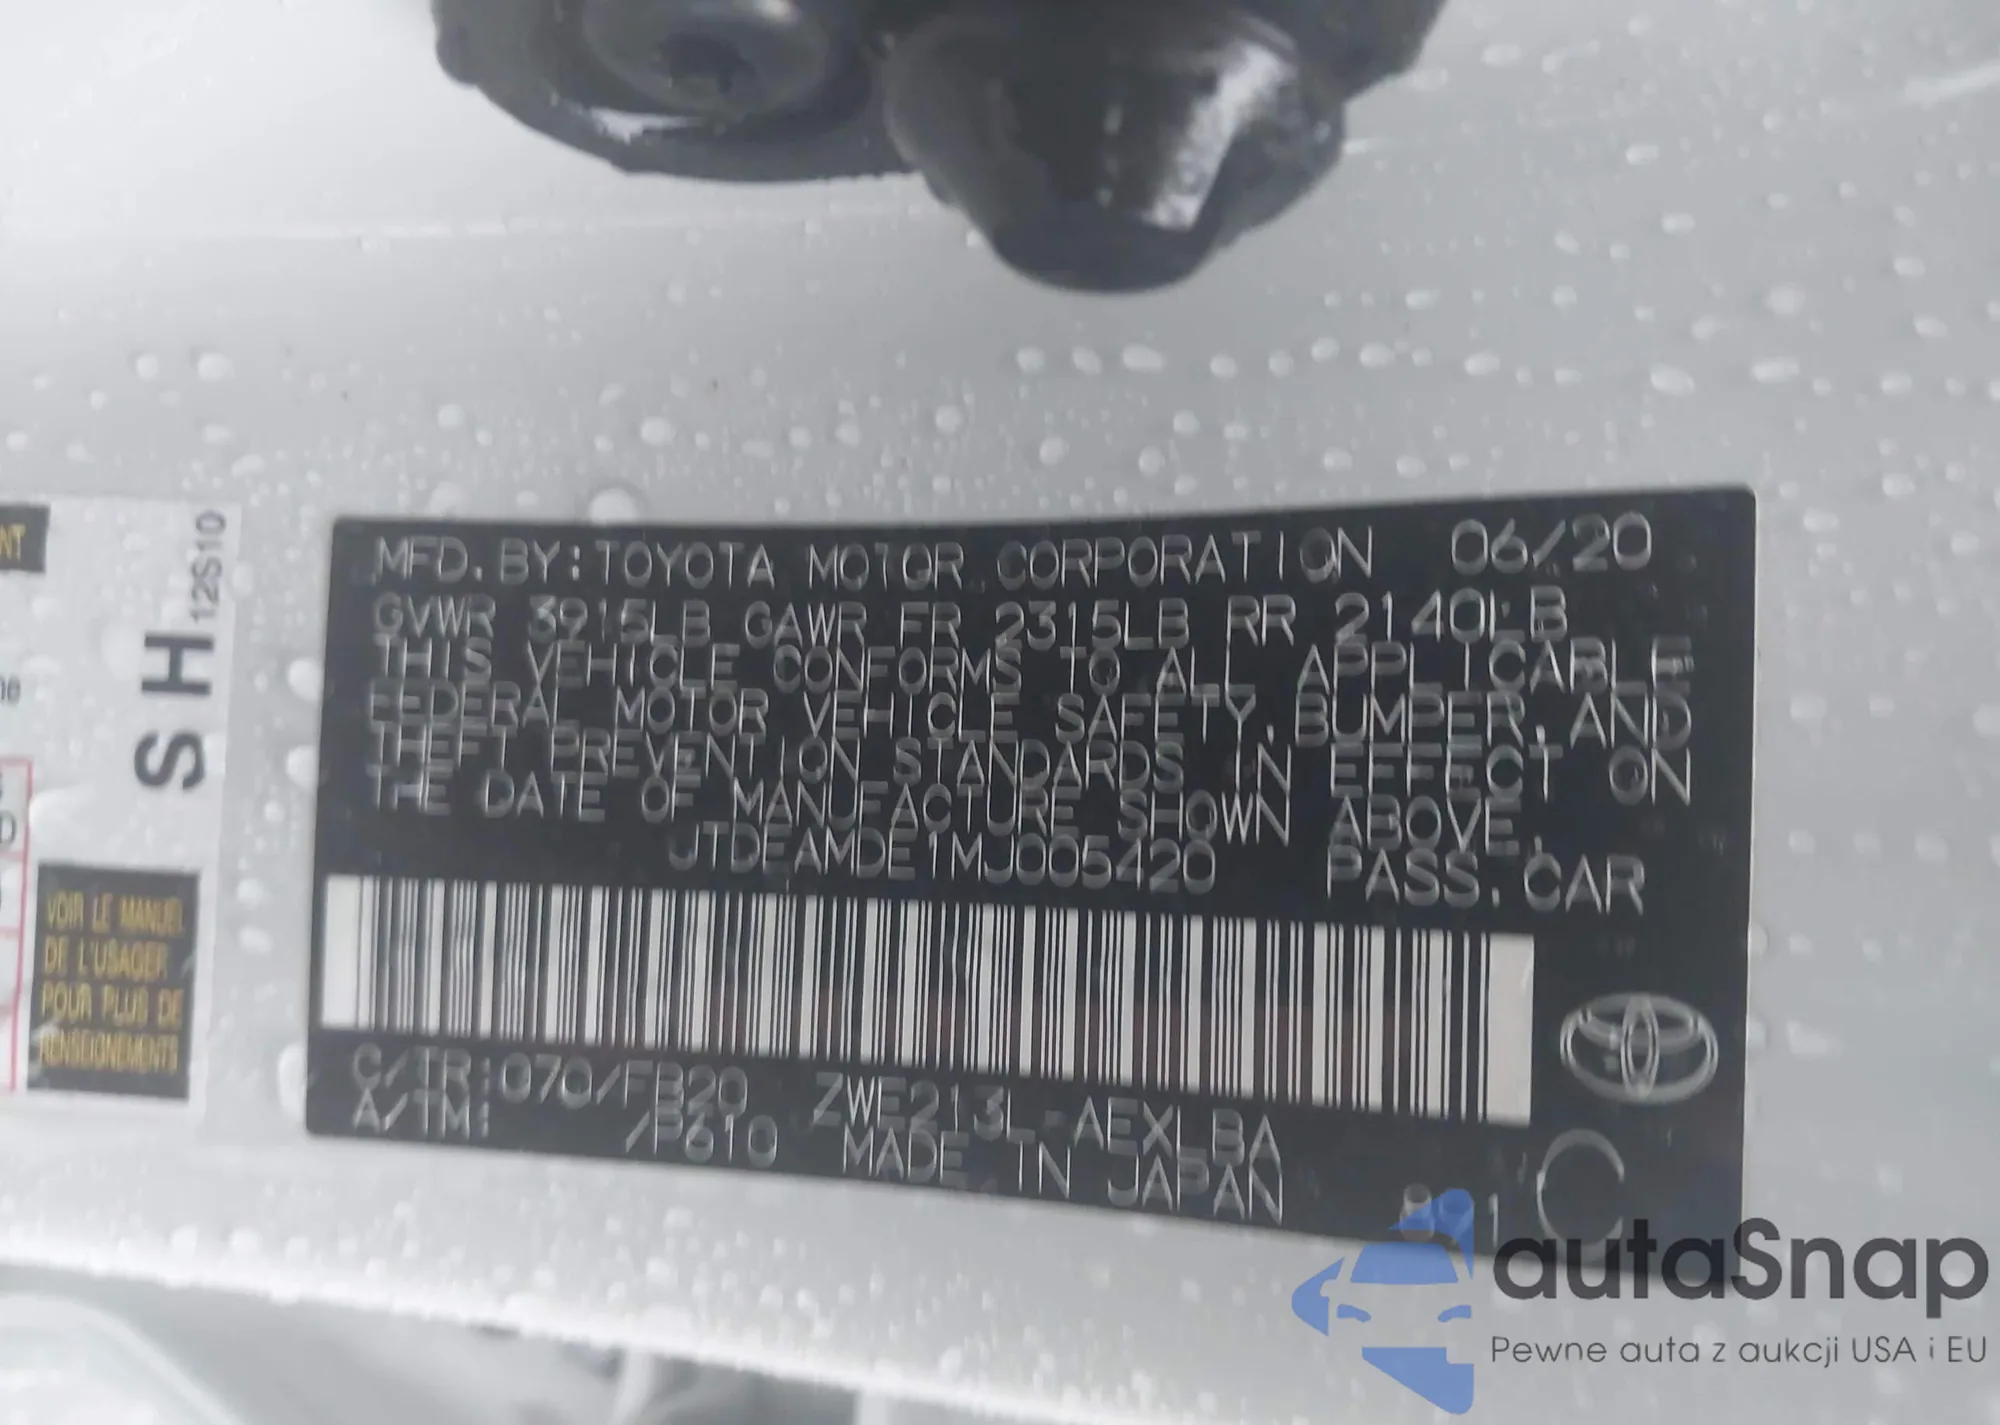 NT
ne
D
SH 12S10
VOIR LE MANUEL
DE L'USAGER
POUR PLUS DE
RENSEIGNEMENTS
MFD. BY: TOYOTA MOTOR CORPORATION 06/20
GVWR 3915LB GAWR FR 2315LB RR 2140LB
THIS VEHICLE CONFORMS TO ALL APPLICABLE
FEDERAL MOTOR VEHICLE SAFETY, BUMPER, AND
THEFT PREVENTION STANDARDS IN EFFECT ON
THE DATE OF MANUFACTURE SHOWN ABOVE.
JTDEAMDE1MJ005420 PASS. CAR
C/TR: 070/FB20 ZWE213L-AEXLBA
A/TM: /P610 MADE IN JAPAN
C
autaSnap
Pewne auta z aukcji USA i EU